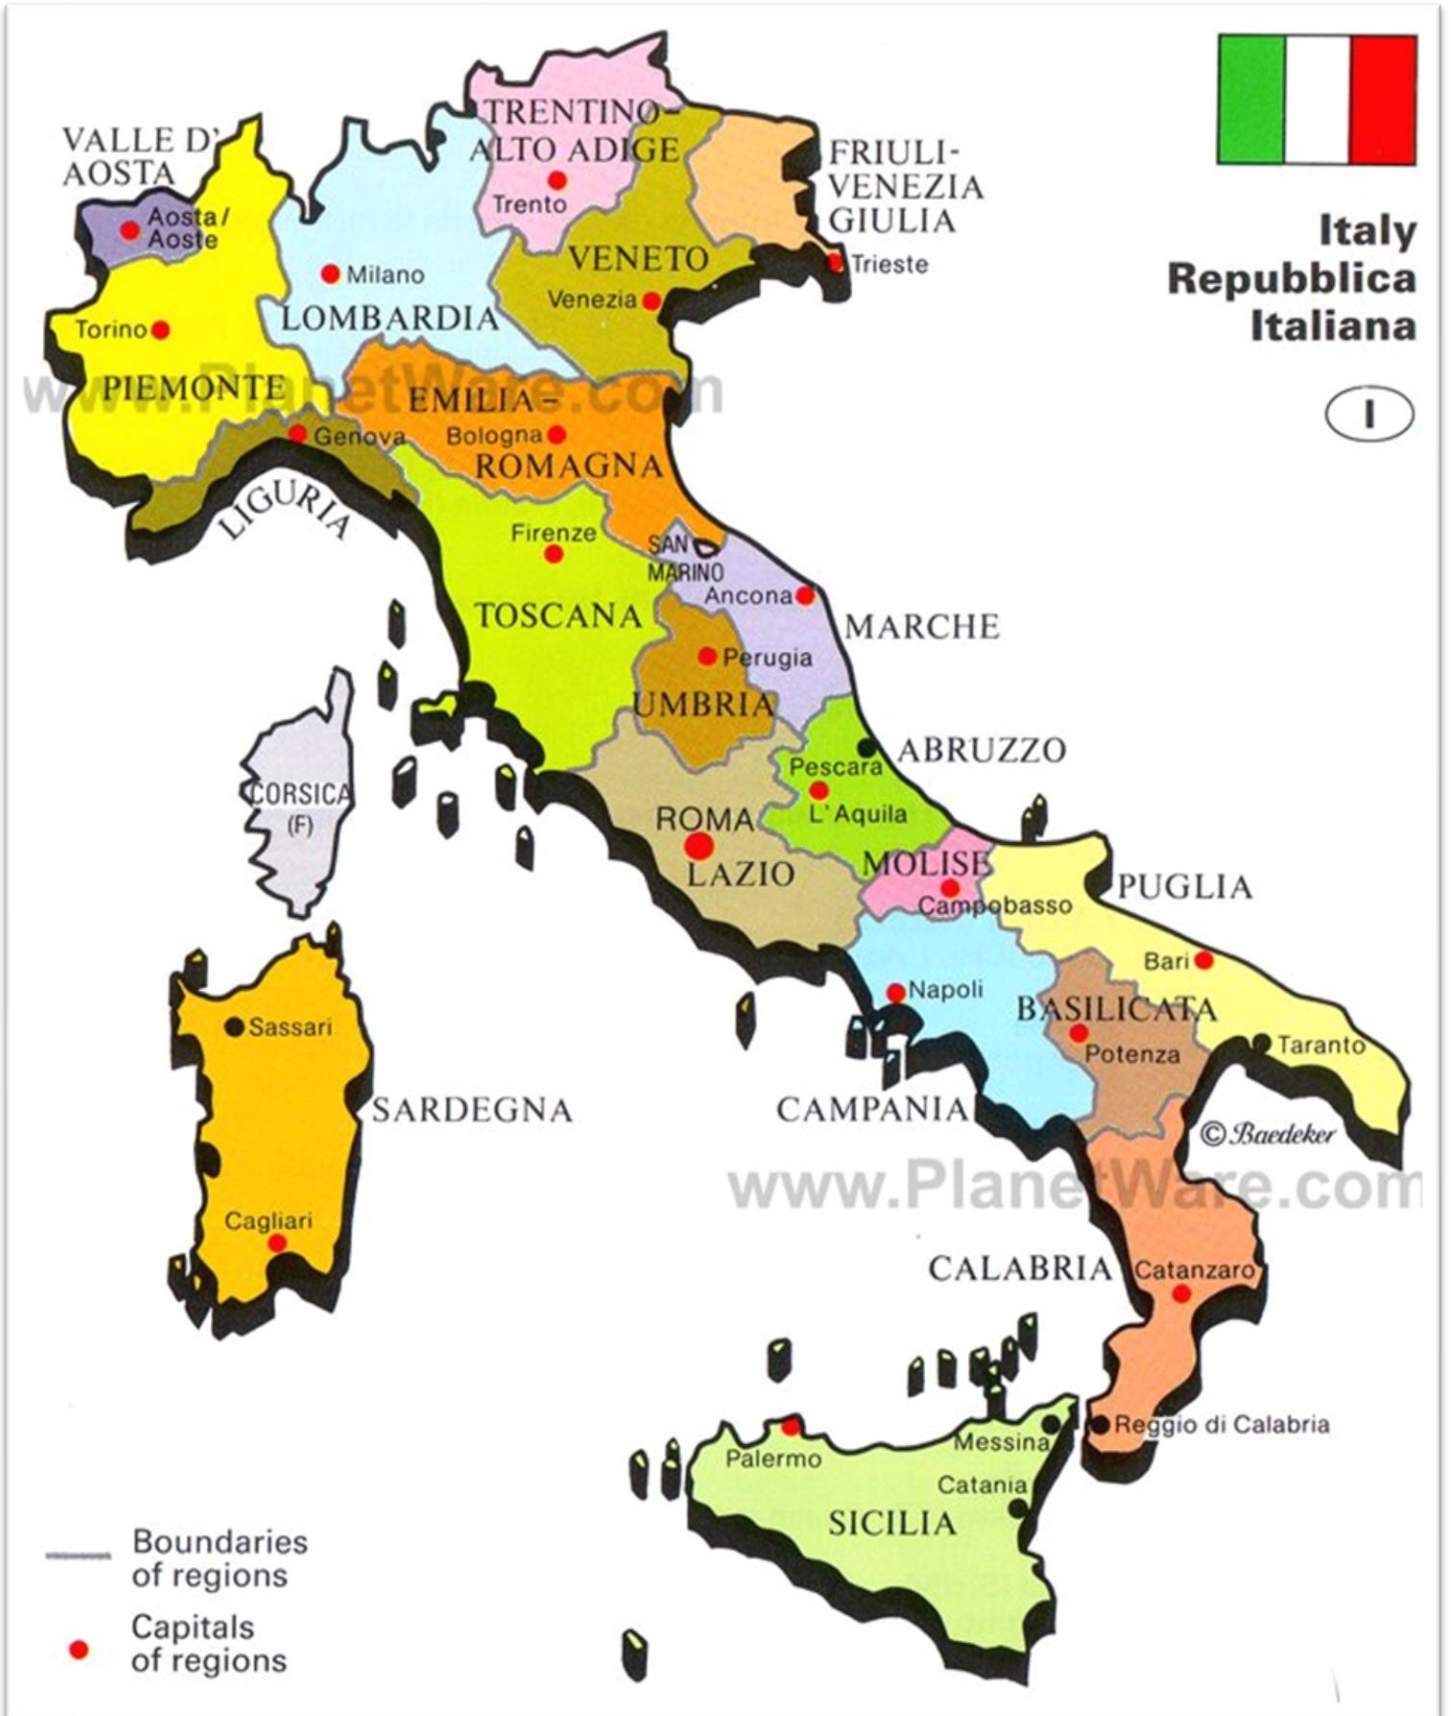 TRENTINO-
ALTO ADIGE
Trento
VALLE D'
AOSTA
Aosta/
Aoste
FRIULI-
VENEZIA
GIULIA
Trieste
Italy
Repubblica
Italiana
I
VENETO
Venezia
Milano
LOMBARDIA
Torino
PIEMONTE
www.PlanetWare.com
EMILIA-
Bologna
ROMAGNA
Genova
LIGURIA
Firenze
TOSCANA
SAN
MARINO
Ancona
MARCHE
Perugia
UMBRIA
ABRUZZO
Pescara
L'Aquila
CORSICA
(F)
ROMA
LAZIO
MOLISE
Campobasso
PUGLIA
Bari
Napoli
BASILICATA
Potenza
Taranto
Sassari
SARDEGNA
CAMPANIA
© Baedeker
www.PlanetWare.com
Cagliari
CALABRIA
Catanzaro
Reggio di Calabria
Messina
Palermo
Catania
SICILIA
Boundaries
of regions
Capitals
of regions